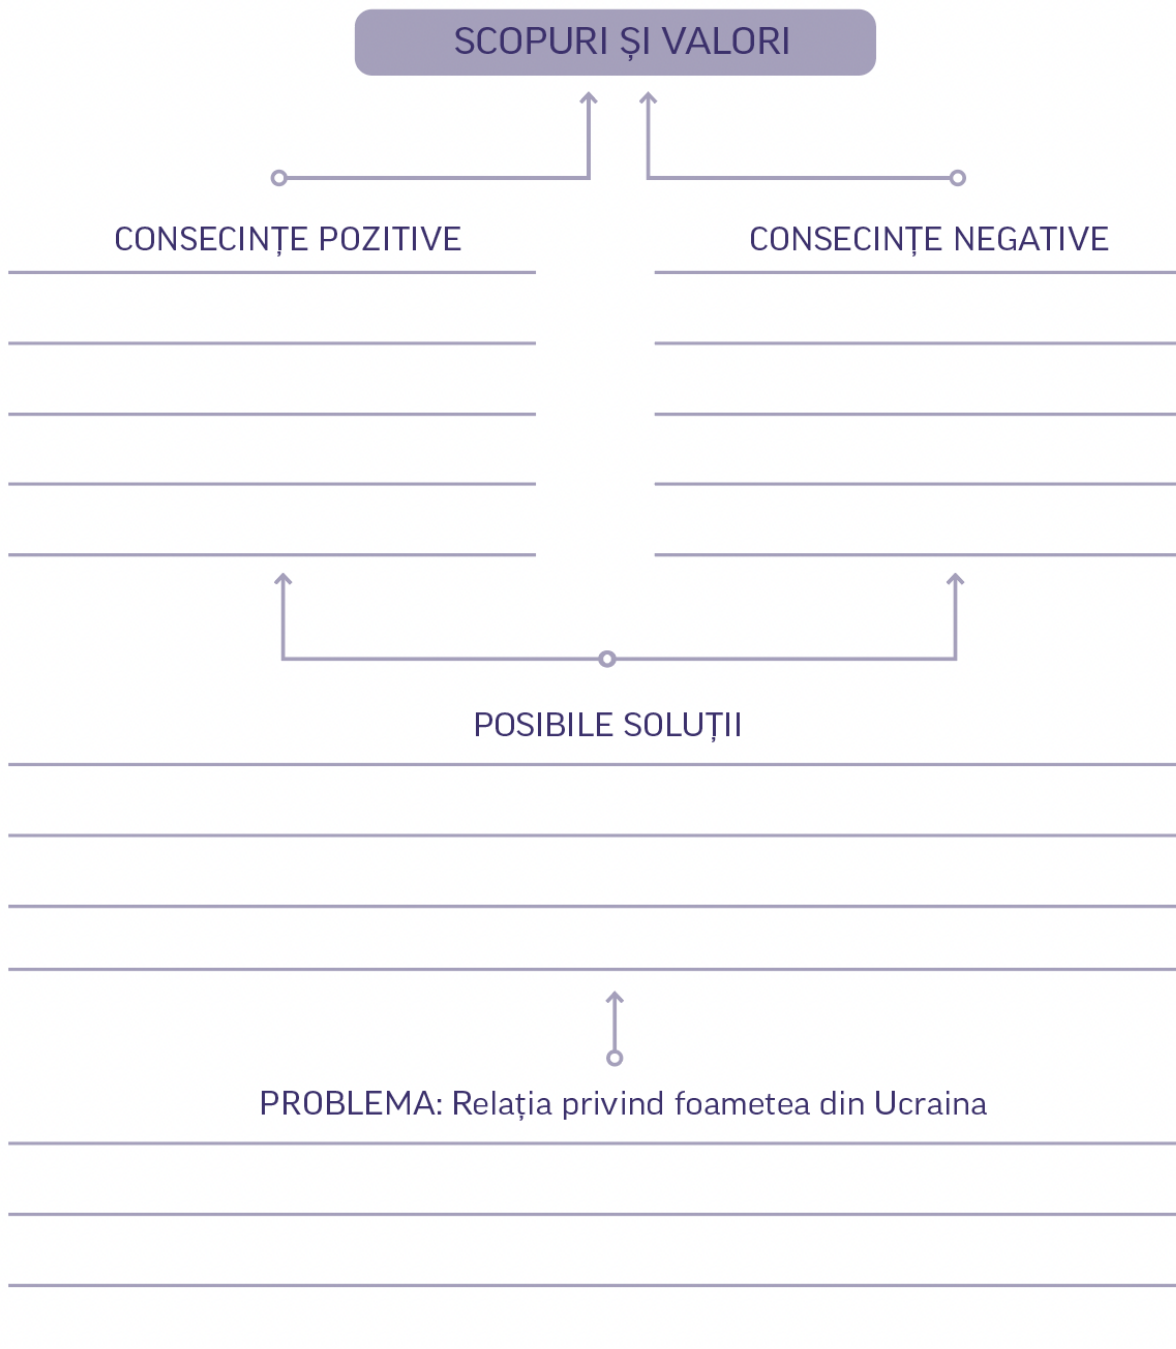 SCOPURI ȘI VALORI
CONSECINȚE POZITIVE
CONSECINȚE NEGATIVE
POSIBILE SOLUȚII
PROBLEMA: Relația privind foametea din Ucraina